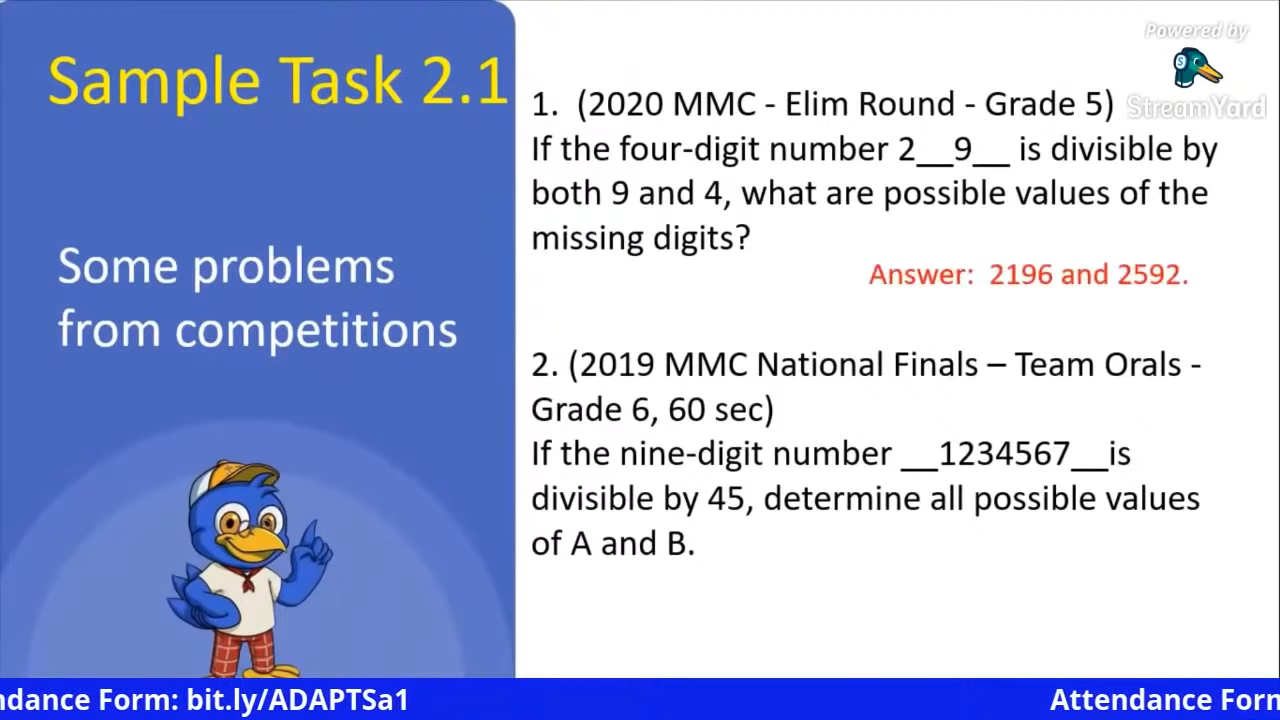 Sample Task 2.1
Some problems
from competitions
1. (2020 MMC - Elim Round - Grade 5)
If the four-digit number 2__9__ is divisible by
both 9 and 4, what are possible values of the
missing digits?
Answer: 2196 and 2592.
2. (2019 MMC National Finals – Team Orals -
Grade 6, 60 sec)
If the nine-digit number __1234567__is
divisible by 45, determine all possible values
of A and B.
Powered by
S
StreamYard
ndance Form: bit.ly/ADAPTSa1
Attendance Form